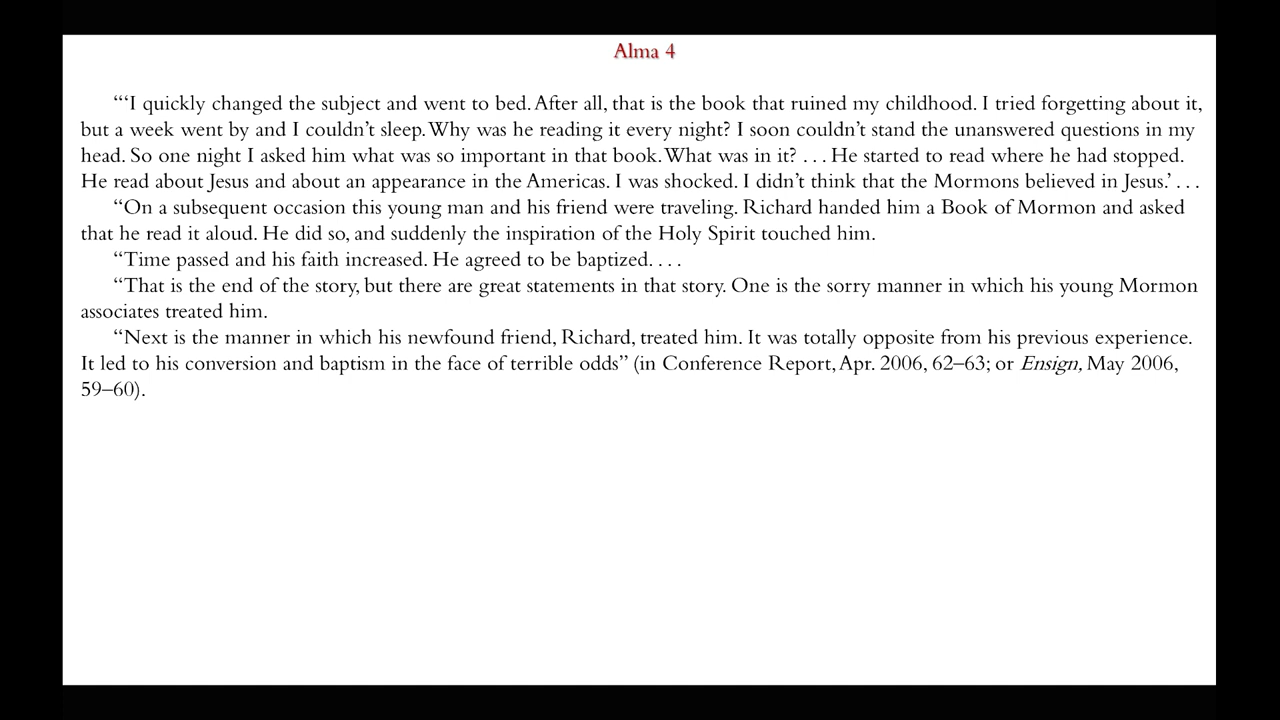 Alma 4
“‘I quickly changed the subject and went to bed. After all, that is the book that ruined my childhood. I tried forgetting about it,
but a week went by and I couldn’t sleep. Why was he reading it every night? I soon couldn’t stand the unanswered questions in my
head. So one night I asked him what was so important in that book. What was in it? . . . He started to read where he had stopped.
He read about Jesus and about an appearance in the Americas. I was shocked. I didn’t think that the Mormons believed in Jesus.’ . . .
“On a subsequent occasion this young man and his friend were traveling. Richard handed him a Book of Mormon and asked
that he read it aloud. He did so, and suddenly the inspiration of the Holy Spirit touched him.
“Time passed and his faith increased. He agreed to be baptized. . . .
“That is the end of the story, but there are great statements in that story. One is the sorry manner in which his young Mormon
associates treated him.
“Next is the manner in which his newfound friend, Richard, treated him. It was totally opposite from his previous experience.
It led to his conversion and baptism in the face of terrible odds” (in Conference Report, Apr. 2006, 62–63; or Ensign, May 2006,
59–60).